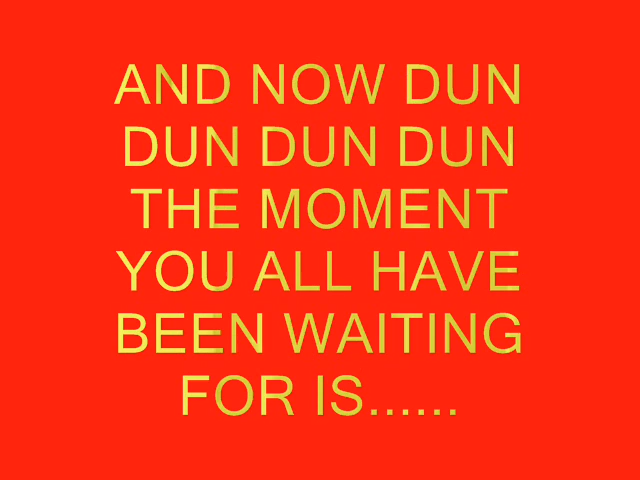 AND NOW DUN
DUN DUN DUN
THE MOMENT
YOU ALL HAVE
BEEN WAITING
FOR IS......